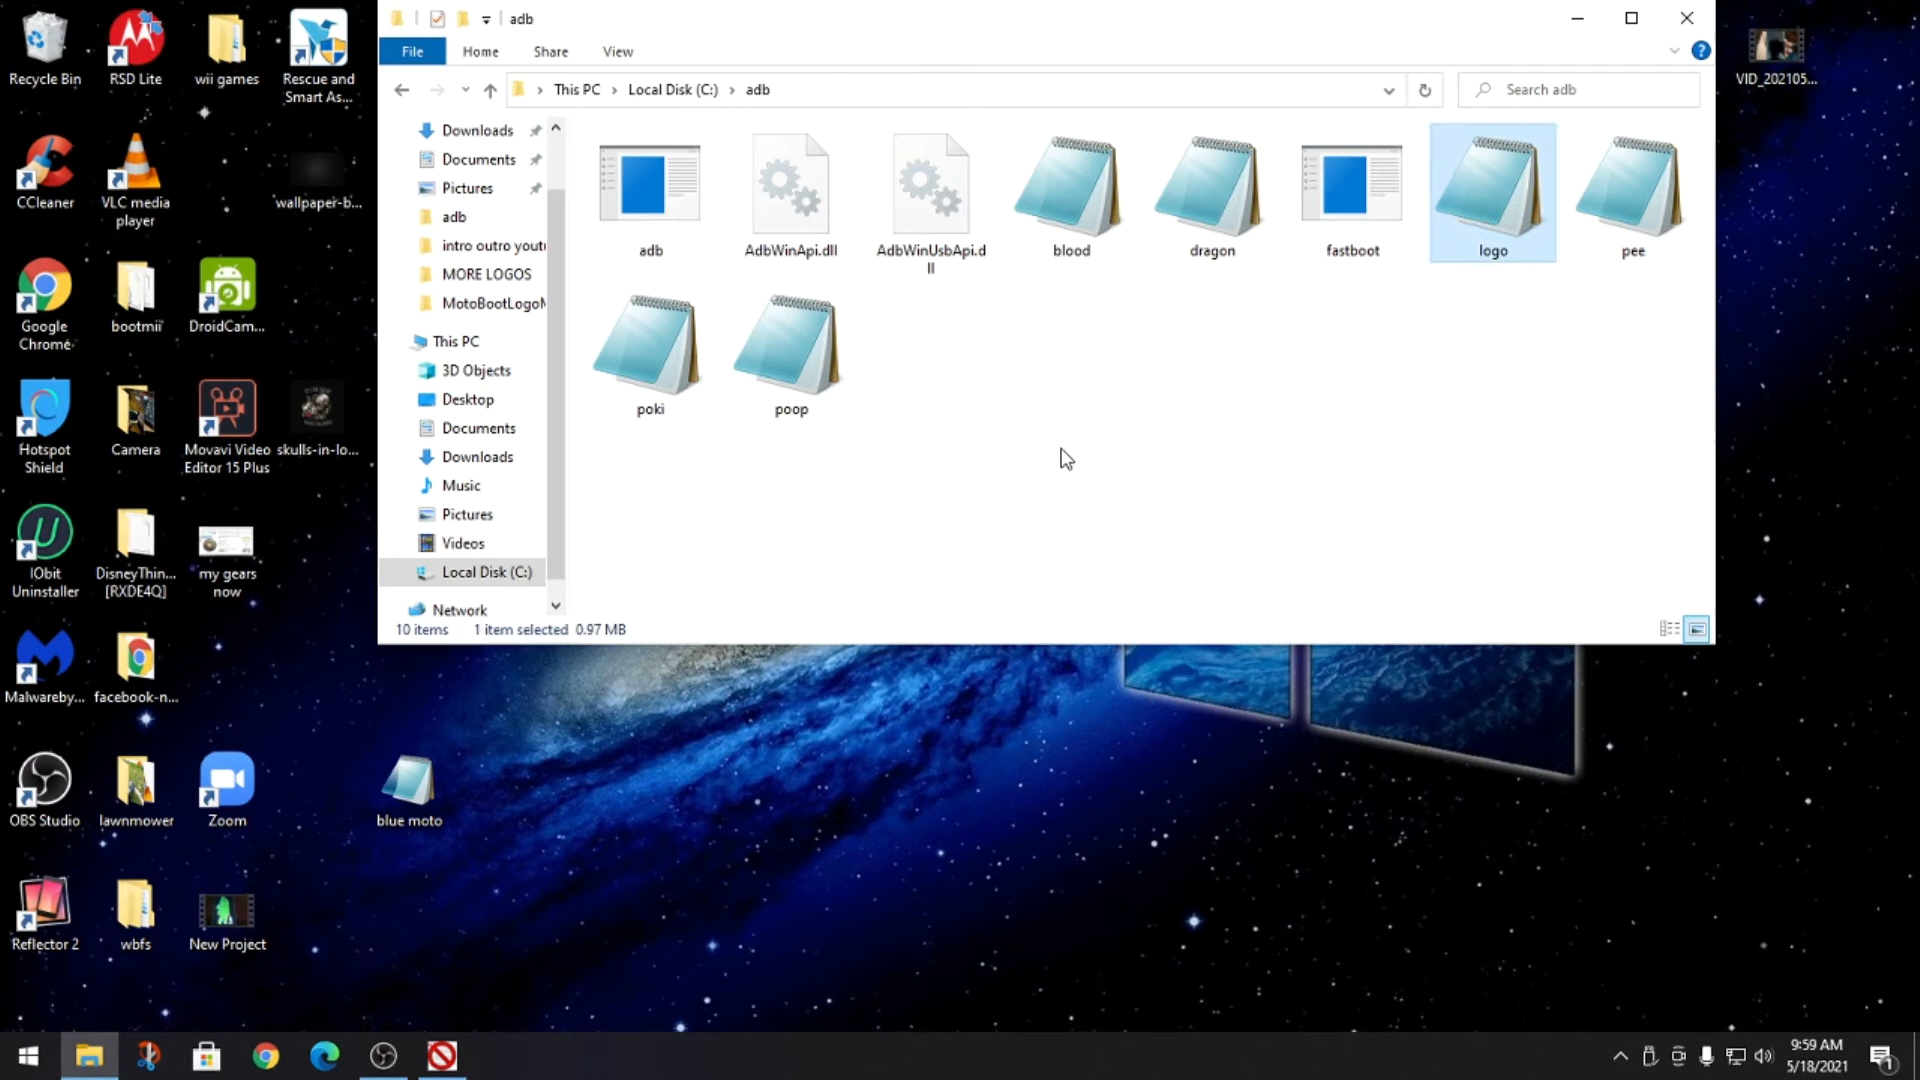 adb
File
Home
Share
View
This PC
Local Disk (C:)
adb
Search adb
Downloads
Documents
Pictures
adb
intro outro yout
MORE LOGOS
MotoBootLogoM
This PC
3D Objects
Desktop
Documents
Downloads
Music
Pictures
Videos
Local Disk (C:)
Network
adb
AdbWinApi.dll
AdbWinUsbApi.d
ll
blood
dragon
fastboot
logo
pee
poki
poop
10 items
1 item selected 0.97 MB
Recycle Bin
RSD Lite
wii games
Rescue and
Smart As...
CCleaner
VLC media
player
wallpaper-b...
Google
Chrome
bootmii
DroidCam...
Hotspot
Shield
Camera
Movavi Video
Editor 15 Plus
skulls-in-lo...
IObit
Uninstaller
DisneyThin...
[RXDE4Q]
my gears
now
Malwareby...
facebook-n...
OBS Studio
lawnmower
Zoom
blue moto
Reflector 2
wbfs
New Project
VID_202105...
9:59 AM
5/18/2021
1